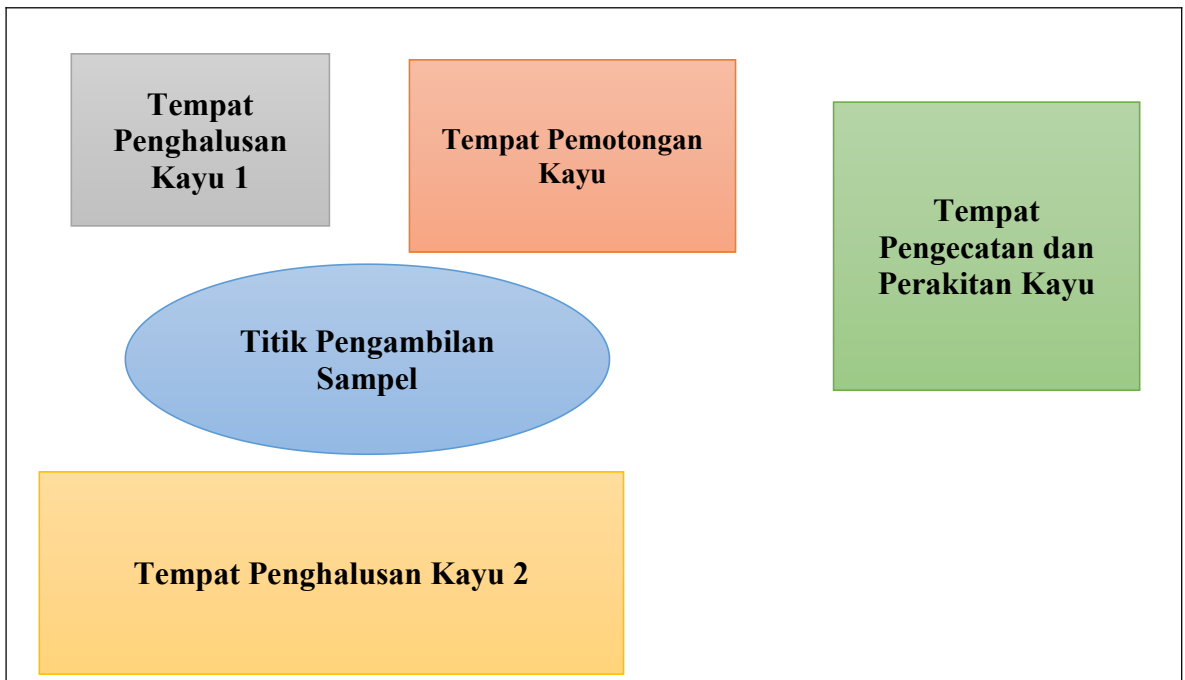 Tempat
Penghalusan
Kayu 1
Tempat Pemotongan
Kayu
Tempat
Pengecatan dan
Perakitan Kayu
Titik Pengambilan
Sampel
Tempat Penghalusan Kayu 2